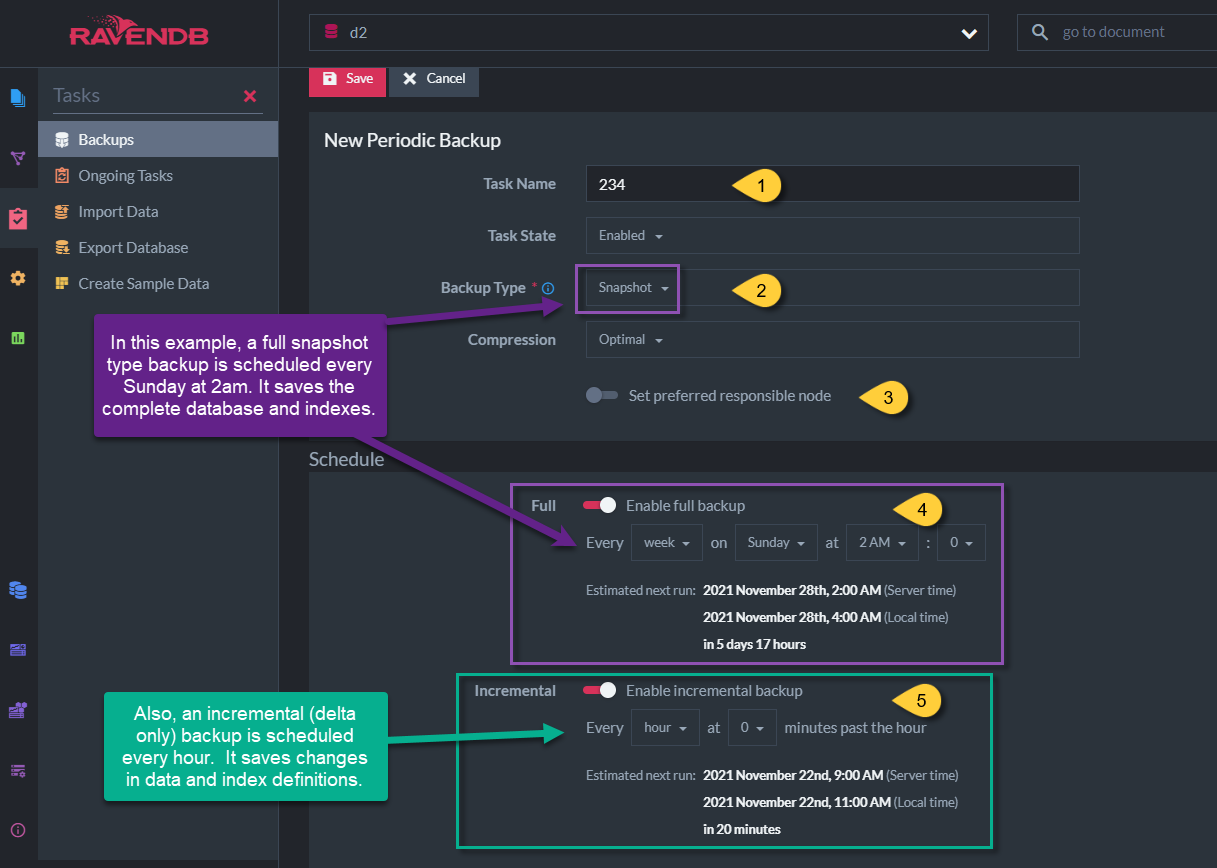 RAVENDB
d2
go to document
Tasks
Save
Cancel
Backups
Ongoing Tasks
Import Data
Export Database
Create Sample Data
New Periodic Backup
Task Name
234
1
Task State
Enabled
Backup Type *
Snapshot
2
Compression
Optimal
Set preferred responsible node
3
In this example, a full snapshot
type backup is scheduled every
Sunday at 2am. It saves the
complete database and indexes.
Schedule
Full
Enable full backup
4
Every week on Sunday at 2 AM : 0
Estimated next run: 2021 November 28th, 2:00 AM (Server time)
2021 November 28th, 4:00 AM (Local time)
in 5 days 17 hours
Incremental
Enable incremental backup
5
Every hour at 0 minutes past the hour
Estimated next run: 2021 November 22nd, 9:00 AM (Server time)
2021 November 22nd, 11:00 AM (Local time)
in 20 minutes
Also, an incremental (delta
only) backup is scheduled
every hour. It saves changes
in data and index definitions.